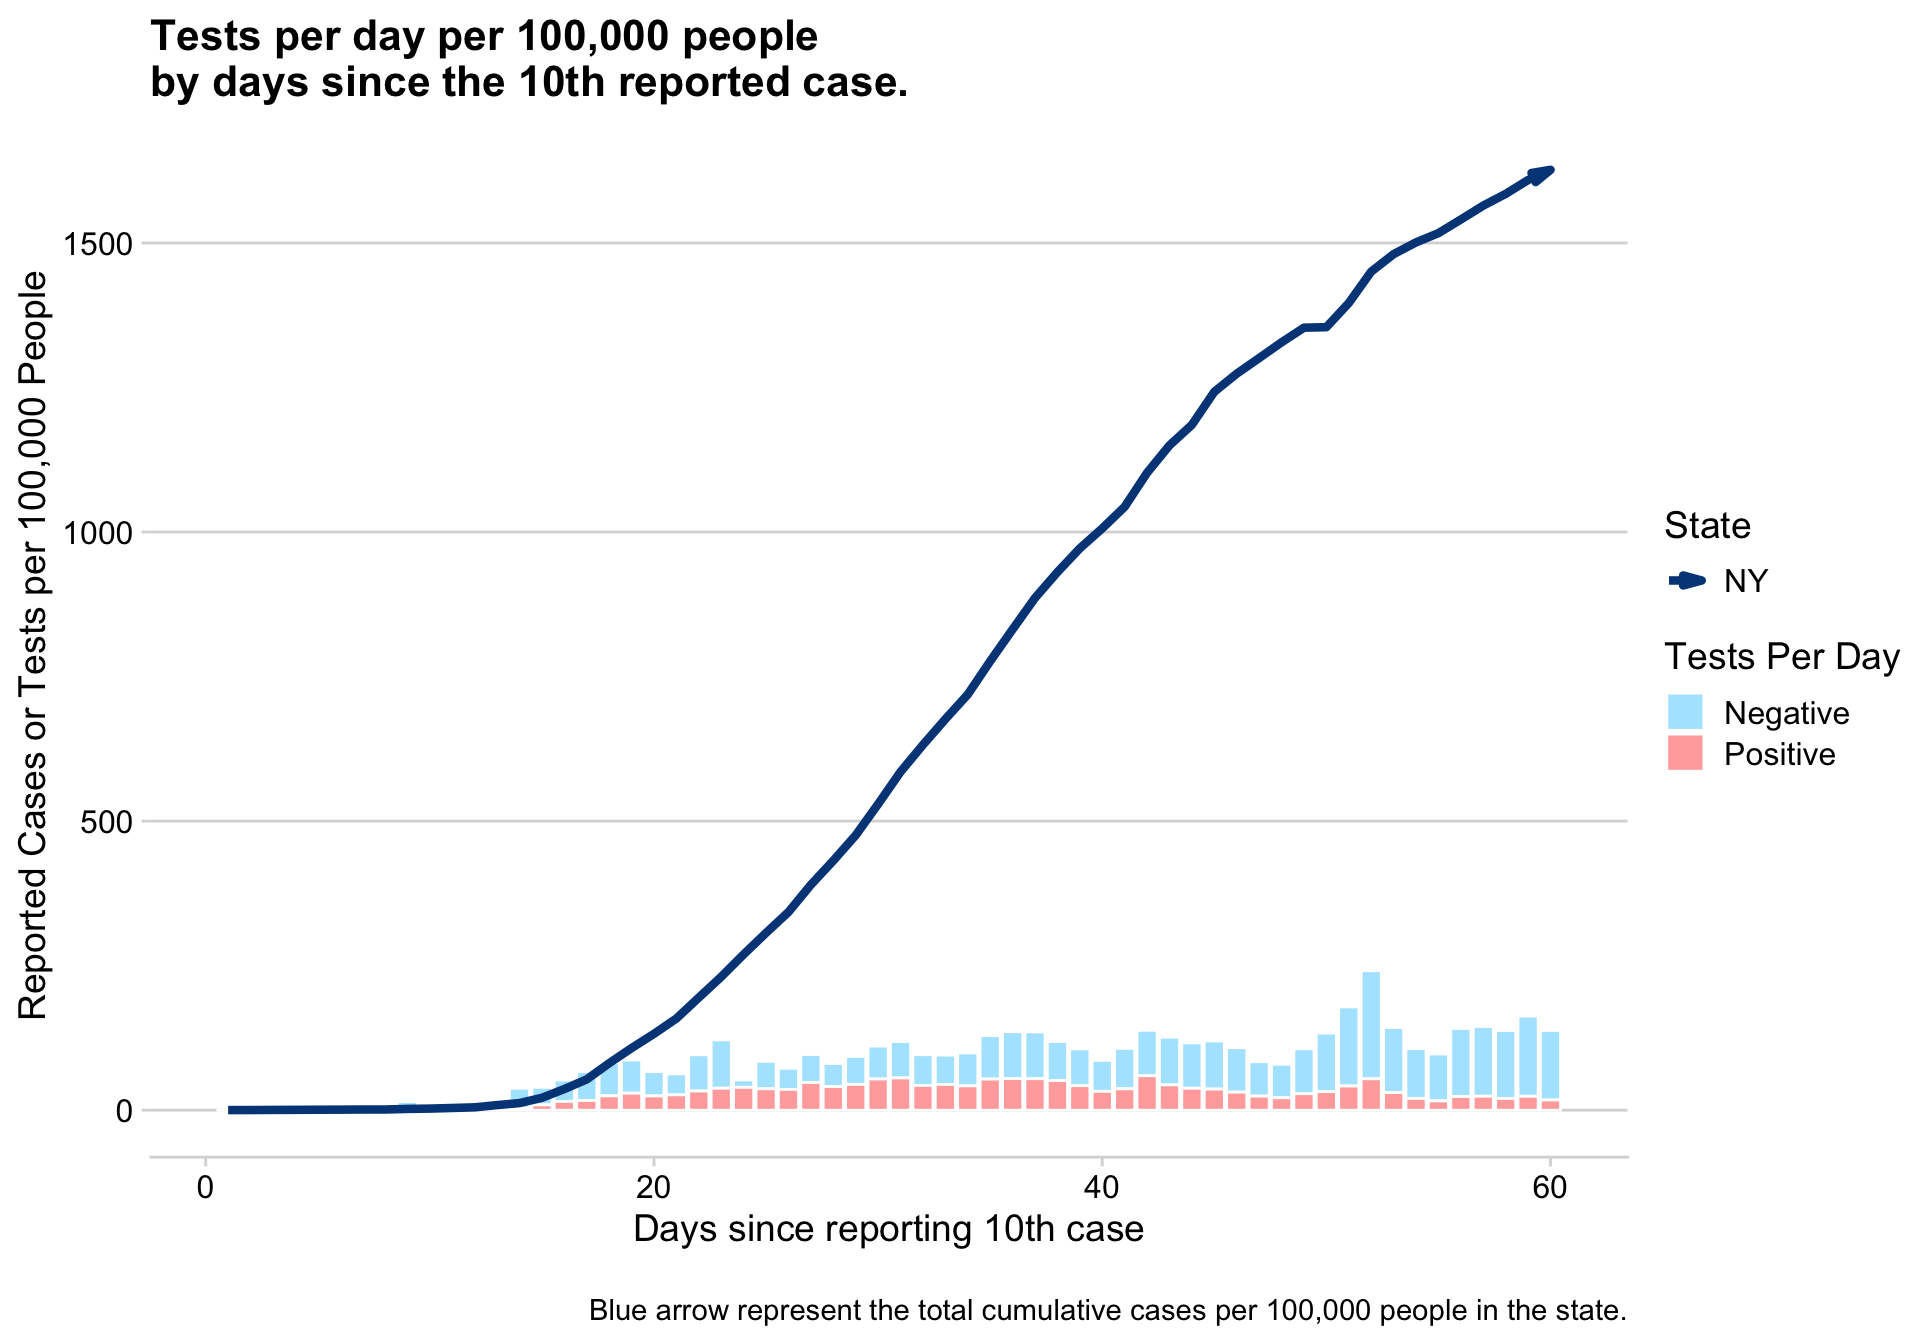 Tests per day per 100,000 people
by days since the 10th reported case.
Reported Cases or Tests per 100,000 People
1500
1000
500
0
0
20
40
60
Days since reporting 10th case
State
NY
Tests Per Day
Negative
Positive
Blue arrow represent the total cumulative cases per 100,000 people in the state.